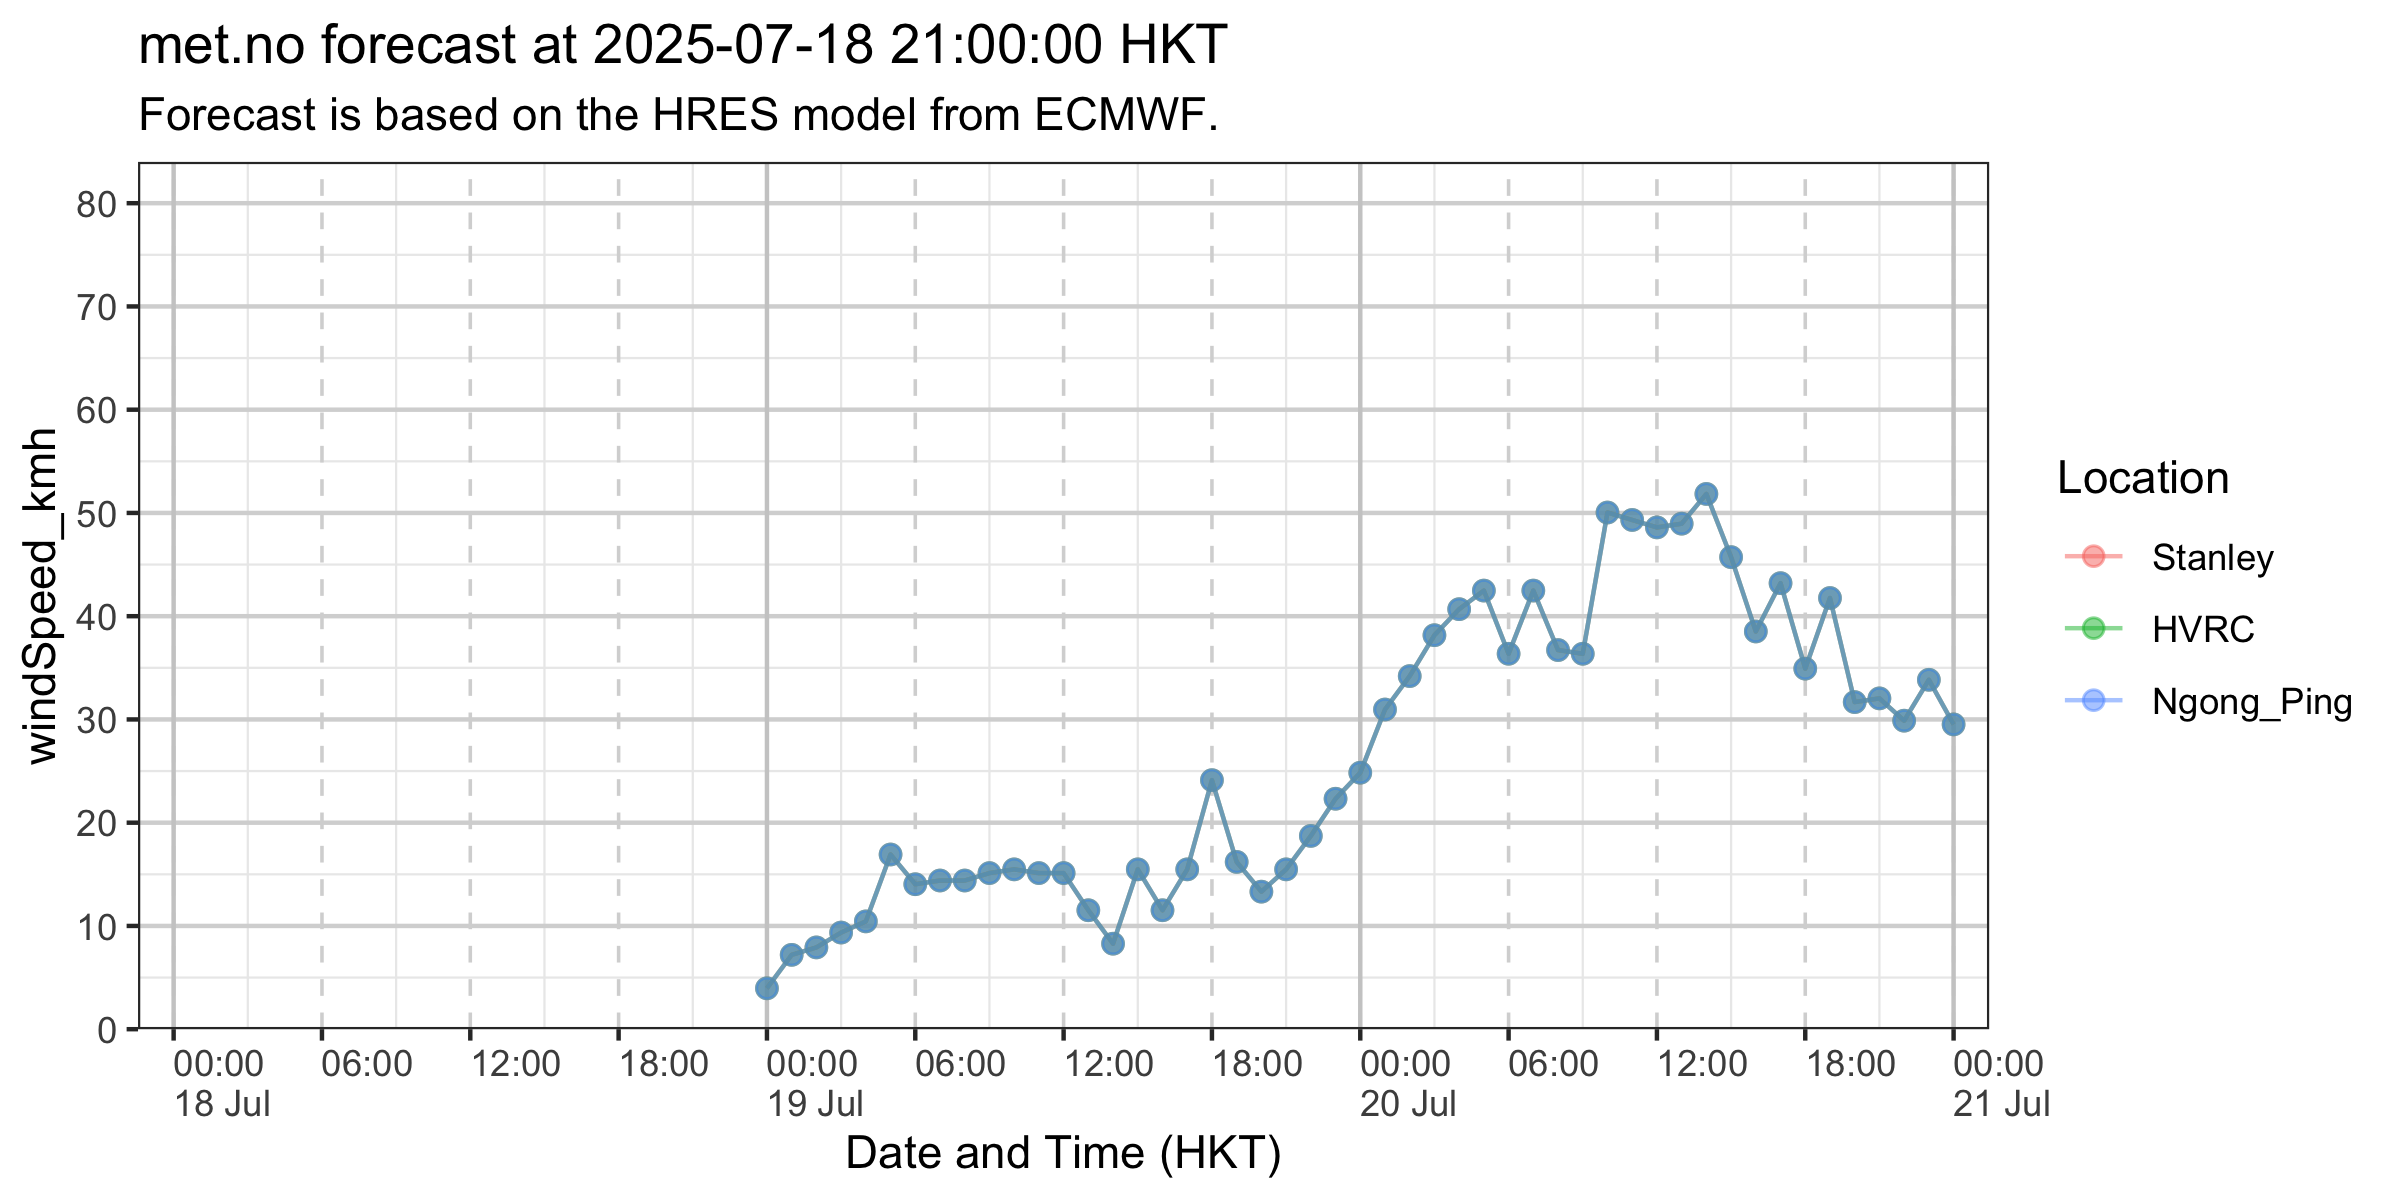 met.no forecast at 2025-07-18 21:00:00 HKT
Forecast is based on the HRES model from ECMWF.
windSpeed_kmh
80
70
60
50
40
30
20
10
0
00:00 06:00 12:00 18:00 00:00 06:00 12:00 18:00 00:00 06:00 12:00 18:00 00:00
18 Jul 19 Jul 20 Jul 21 Jul
Date and Time (HKT)
Location
Stanley
HVRC
Ngong_Ping